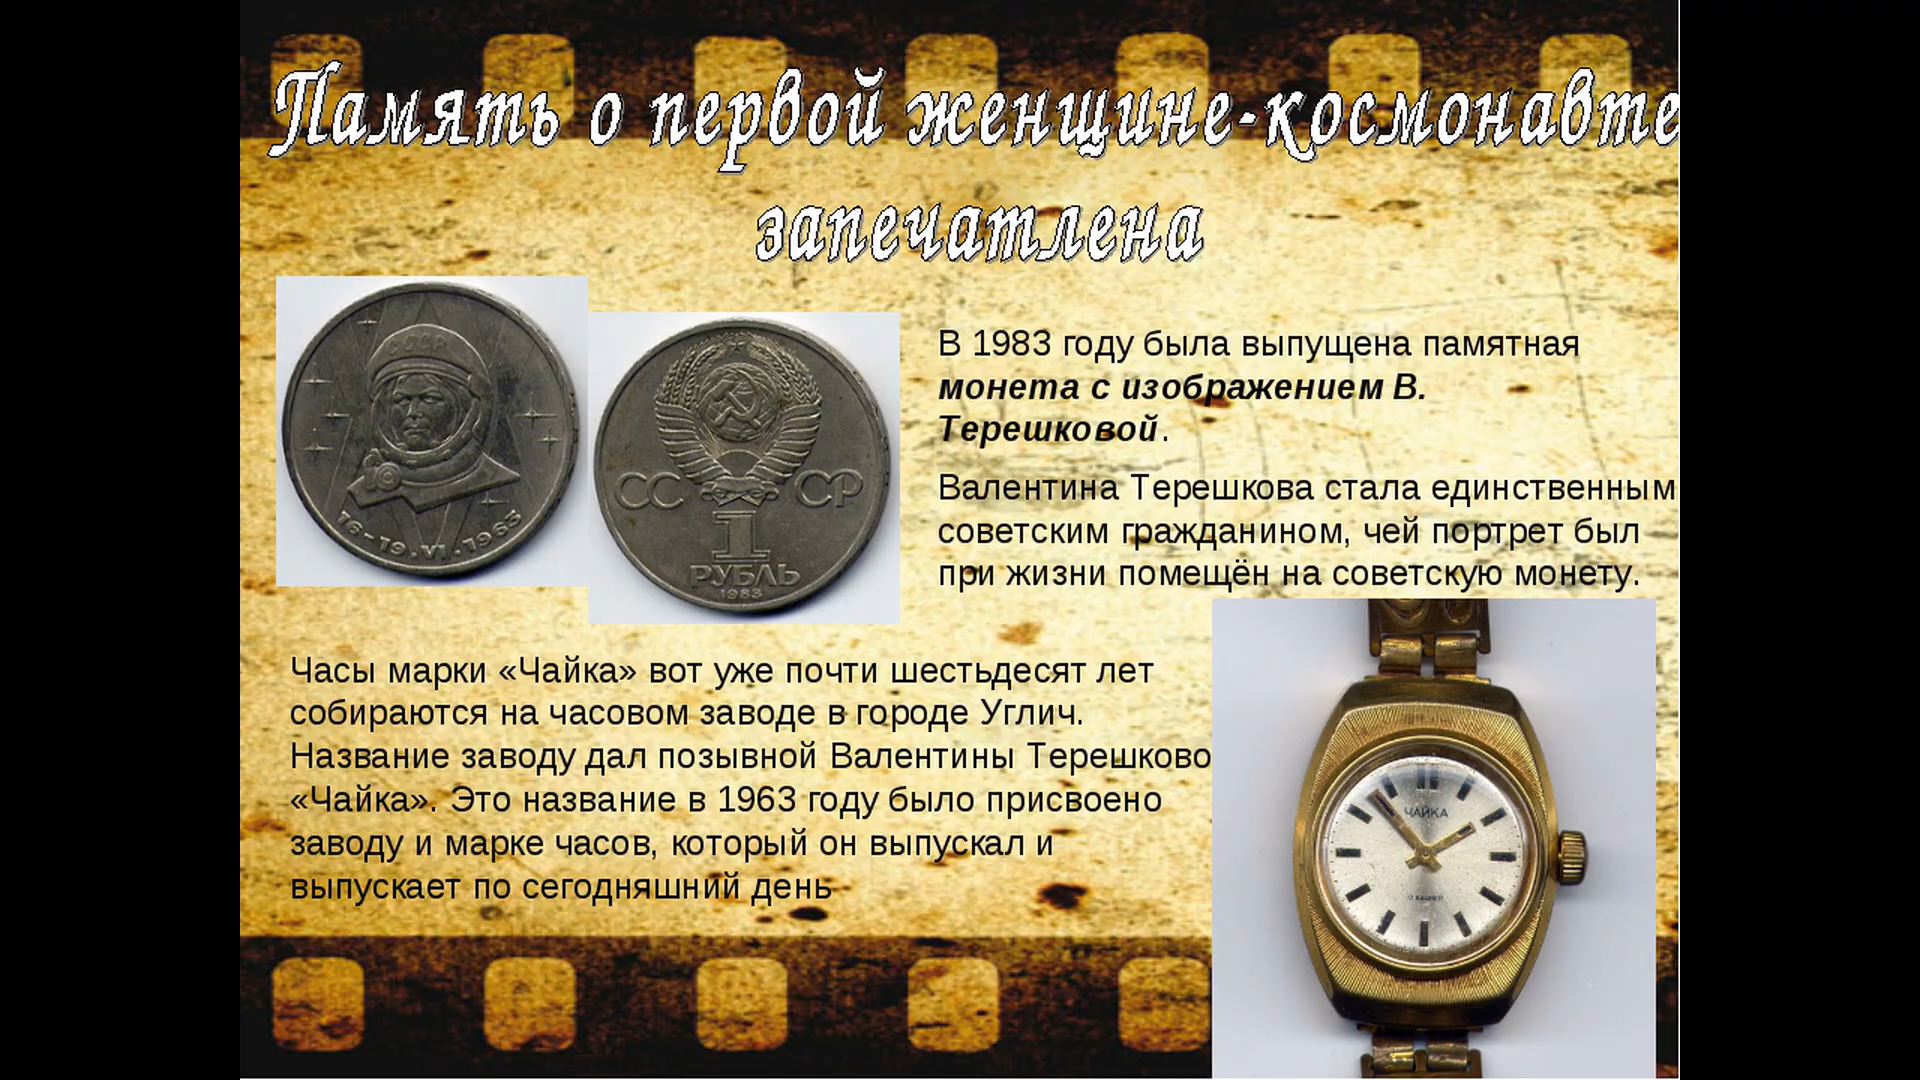 Память о первой женщине-космонавте
запечатлена
В 1983 году была выпущена памятная
монета с изображением В.
Терешковой.
Валентина Терешкова стала единственным
советским гражданином, чей портрет был
при жизни помещён на советскую монету.
СССР
16-19.VI.1963
СС СР
1
РУБЛЬ
1983
Часы марки «Чайка» вот уже почти шестьдесят лет
собираются на часовом заводе в городе Углич.
Название заводу дал позывной Валентины Терешково
«Чайка». Это название в 1963 году было присвоено
заводу и марке часов, который он выпускал и
выпускает по сегодняшний день
ЧАЙКА